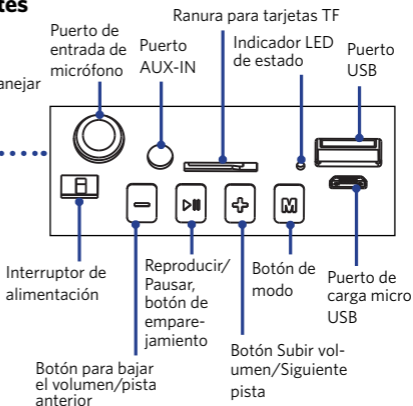 tes
Ranura para tarjetas TF
Puerto de
entrada de
micrófono
Puerto
AUX-IN
Indicador LED
de estado
Puerto
USB
anejar
M
Interruptor de
alimentación
Reproducir/
Pausar,
botón de
empare-
jamiento
Botón de
modo
Puerto de
carga micro
USB
Botón para bajar
el volumen/pista
anterior
Botón Subir vol-
umen/Siguiente
pista